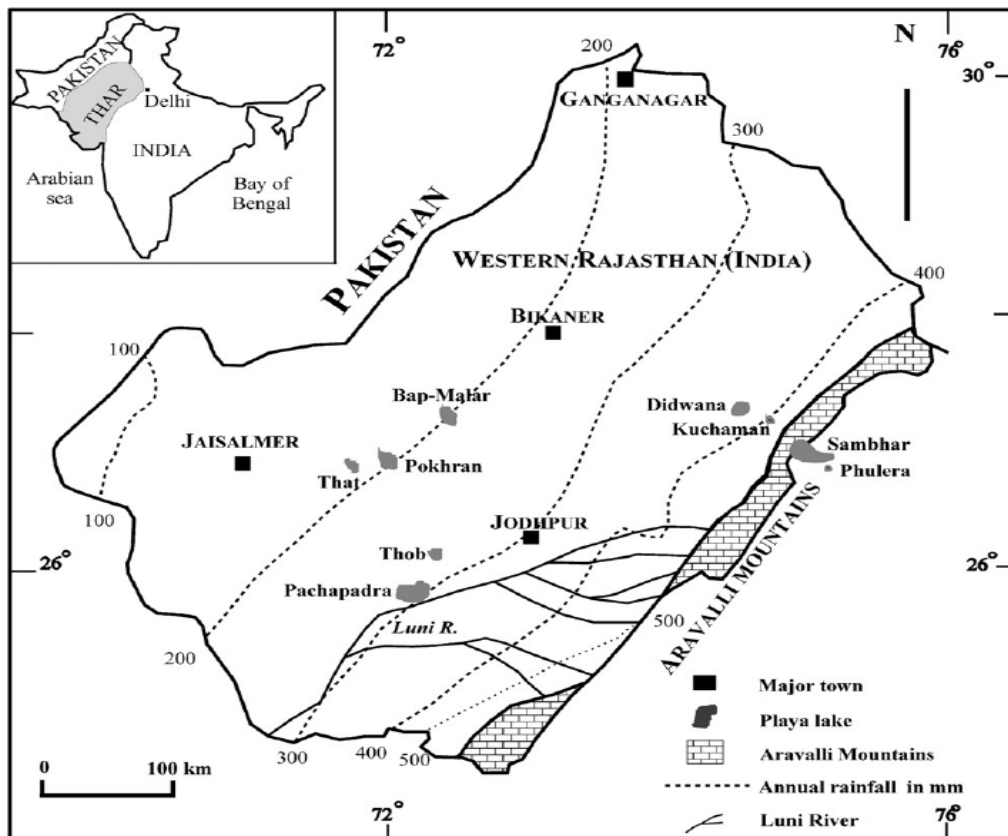 72°
76°
N
30°
200
GANGANAGAR
300
PAKISTAN
THAR
Delhi
INDIA
Arabian
sea
Bay of
Bengal
PAKISTAN
WESTERN RAJASTHAN (INDIA)
400
BIKANER
100
Bap-Malar
Didwana
Kuchaman
JAISALMER
Sambhar
Pokhran
Phulera
That
100
JODHPUR
Thob
26°
26°
Pachapadra
ARAVALLI MOUNTAINS
Luni R.
500
200
Major town
Playa lake
300
400
500
Aravalli Mountains
0 100 km
Annual rainfall in mm
72°
76°
Luni River